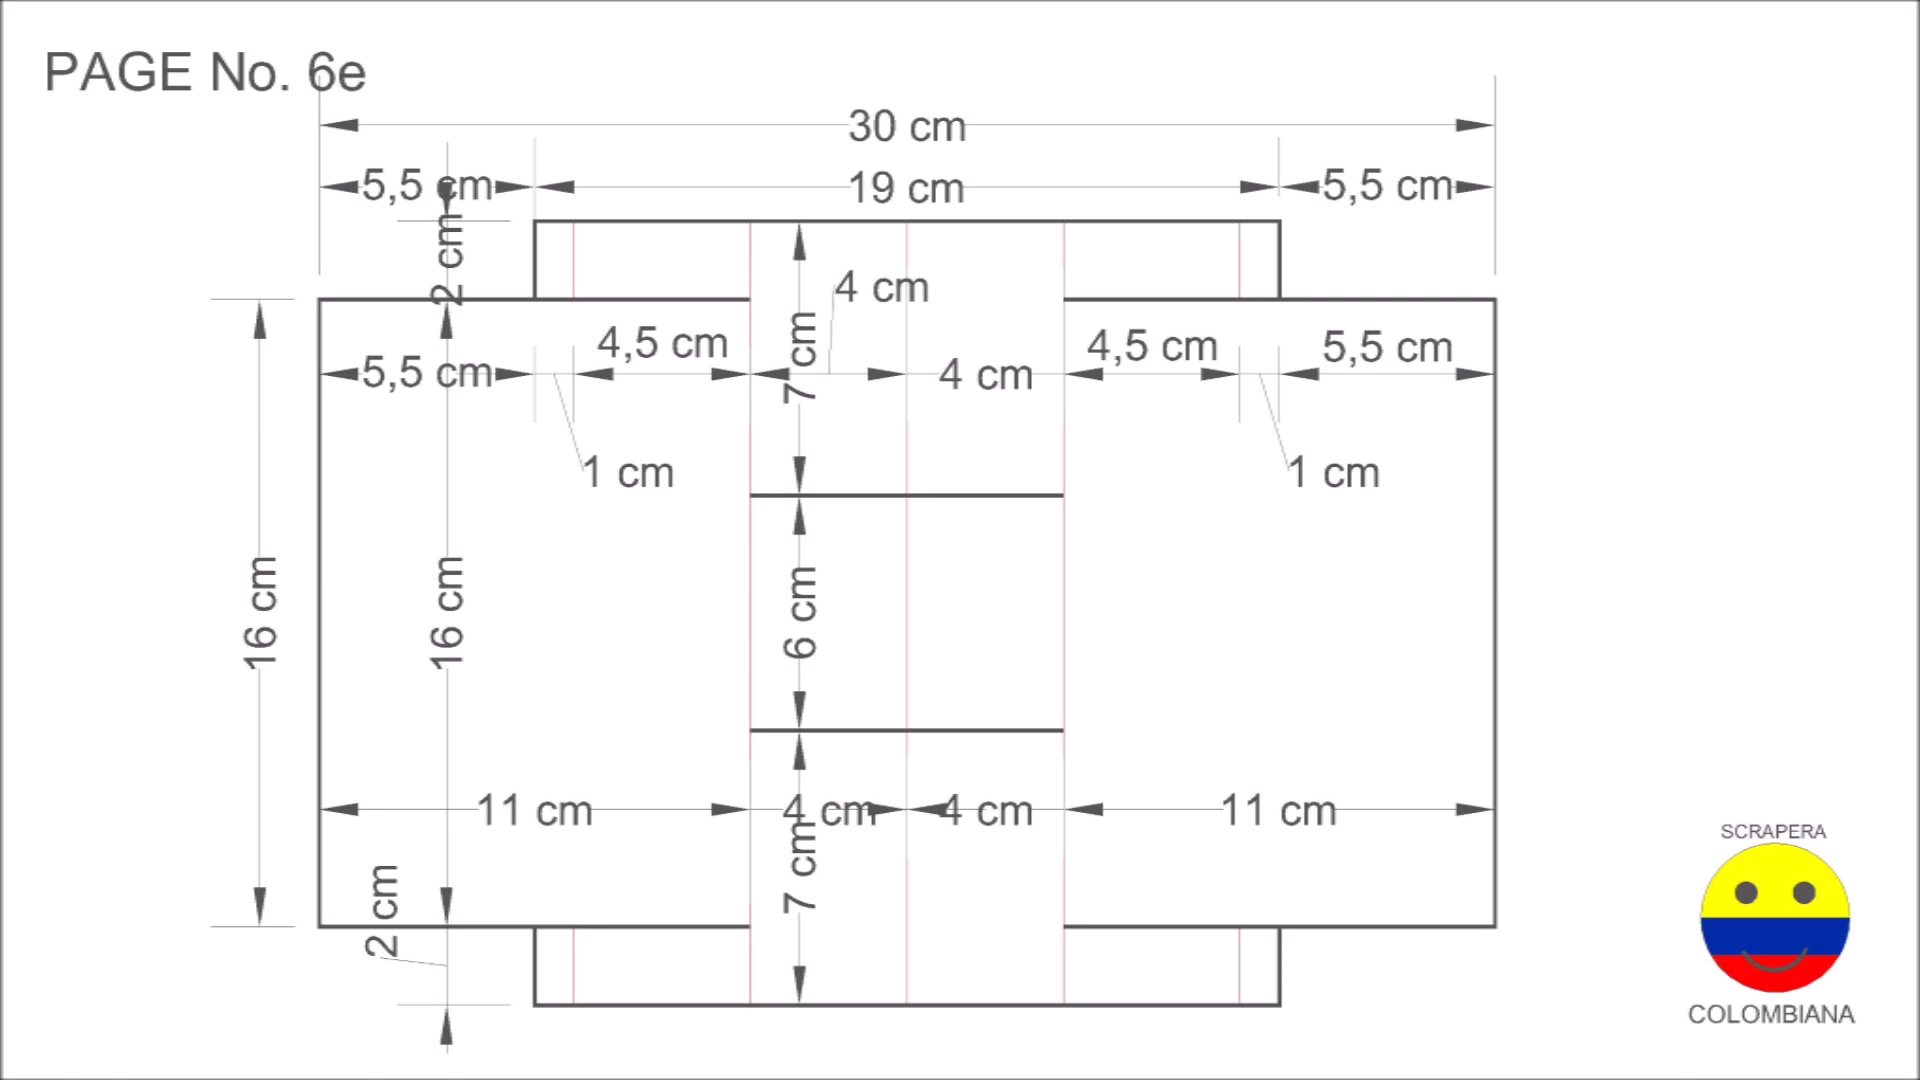 PAGE No. 6e
30 cm
5,5 cm
19 cm
5,5 cm
2 cm
4 cm
7 cm
4,5 cm
4,5 cm
5,5 cm
5,5 cm
4 cm
1 cm
1 cm
16 cm
16 cm
6 cm
11 cm
4 cm
4 cm
11 cm
7 cm
2 cm
SCRAPERA
COLOMBIANA